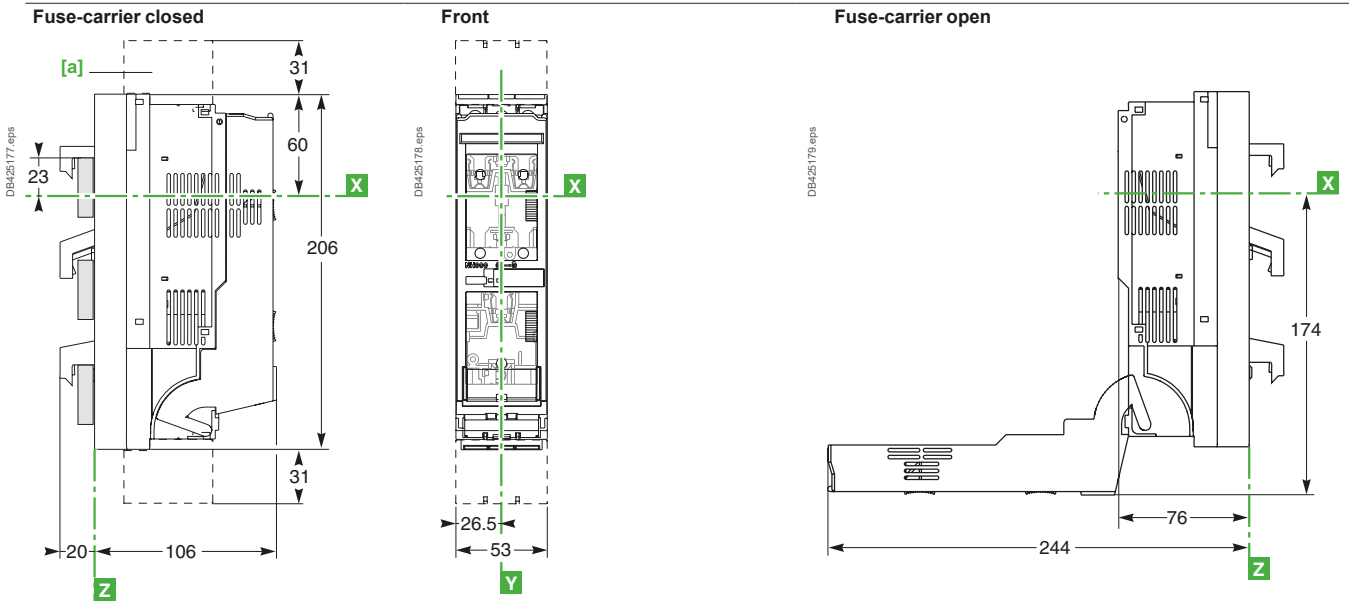 Fuse-carrier closed
Front
Fuse-carrier open
DB425177.eps
[a]
31
60
23
X
206
31
20
106
Z
DB425178.eps
X
26.5
53
Y
DB425179.eps
X
174
76
244
Z